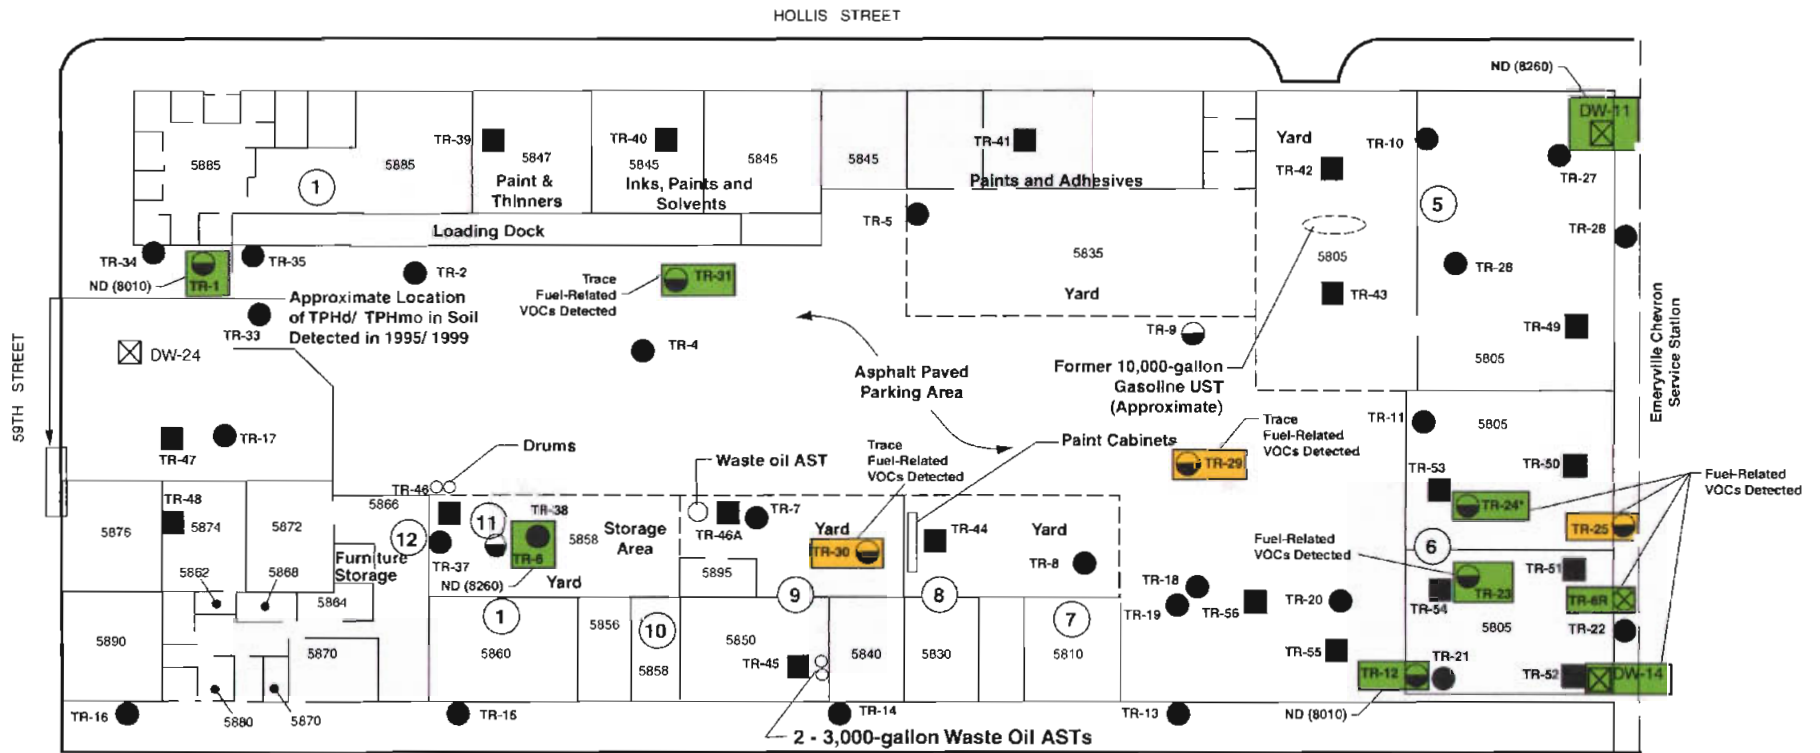 HOLLIS STREET
ND (8260)
DW-11
TR-39
TR-40
TR-41
Yard
TR-10
5885
5885
5847
5845
5845
5845
TR-42
TR-27
1
Paint &
Thinners
Inks, Paints and
Solvents
Paints and Adhesives
5
TR-5
Loading Dock
TR-28
5835
5805
TR-34
TR-35
TR-2
TR-31
TR-28
ND (8010)
TR-1
Trace
Fuel-Related
VOCs Detected
Yard
TR-43
Approximate Location
of TPHd/ TPHmo in Soil
Detected in 1995/ 1999
TR-33
TR-9
TR-49
DW-24
TR-4
5805
59TH STREET
Asphalt Paved
Parking Area
Former 10,000-gallon
Gasoline UST
(Approximate)
Emeryville Chevron
Service Station
TR-17
TR-47
Drums
Waste oil AST
Trace
Fuel-Related
VOCs Detected
Paint Cabinets
Trace
Fuel-Related
VOCs Detected
TR-29
TR-11
5805
TR-53
TR-50
Fuel-Related
VOCs Detected
TR-46
TR-48
5866
TR-24*
5876
5874
5872
12
11
TR-38
5858
Storage
Area
TR-46A
TR-7
Yard
TR-30
TR-44
Yard
TR-25
Furniture
Storage
TR-37
TR-6
ND (8260)
Yard
5895
TR-8
Fuel-Related
VOCs Detected
6
5862
5868
5864
TR-18
TR-51
TR-23
TR-54
TR-6R
9
8
TR-19
TR-56
TR-20
5890
5870
1
5860
5856
10
5858
5850
5840
5830
7
5810
5805
TR-22
TR-55
TR-45
TR-12
TR-21
TR-52
DW-14
TR-16
5880
5870
TR-15
TR-14
TR-13
ND (8010)
2 - 3,000-gallon Waste Oil ASTs